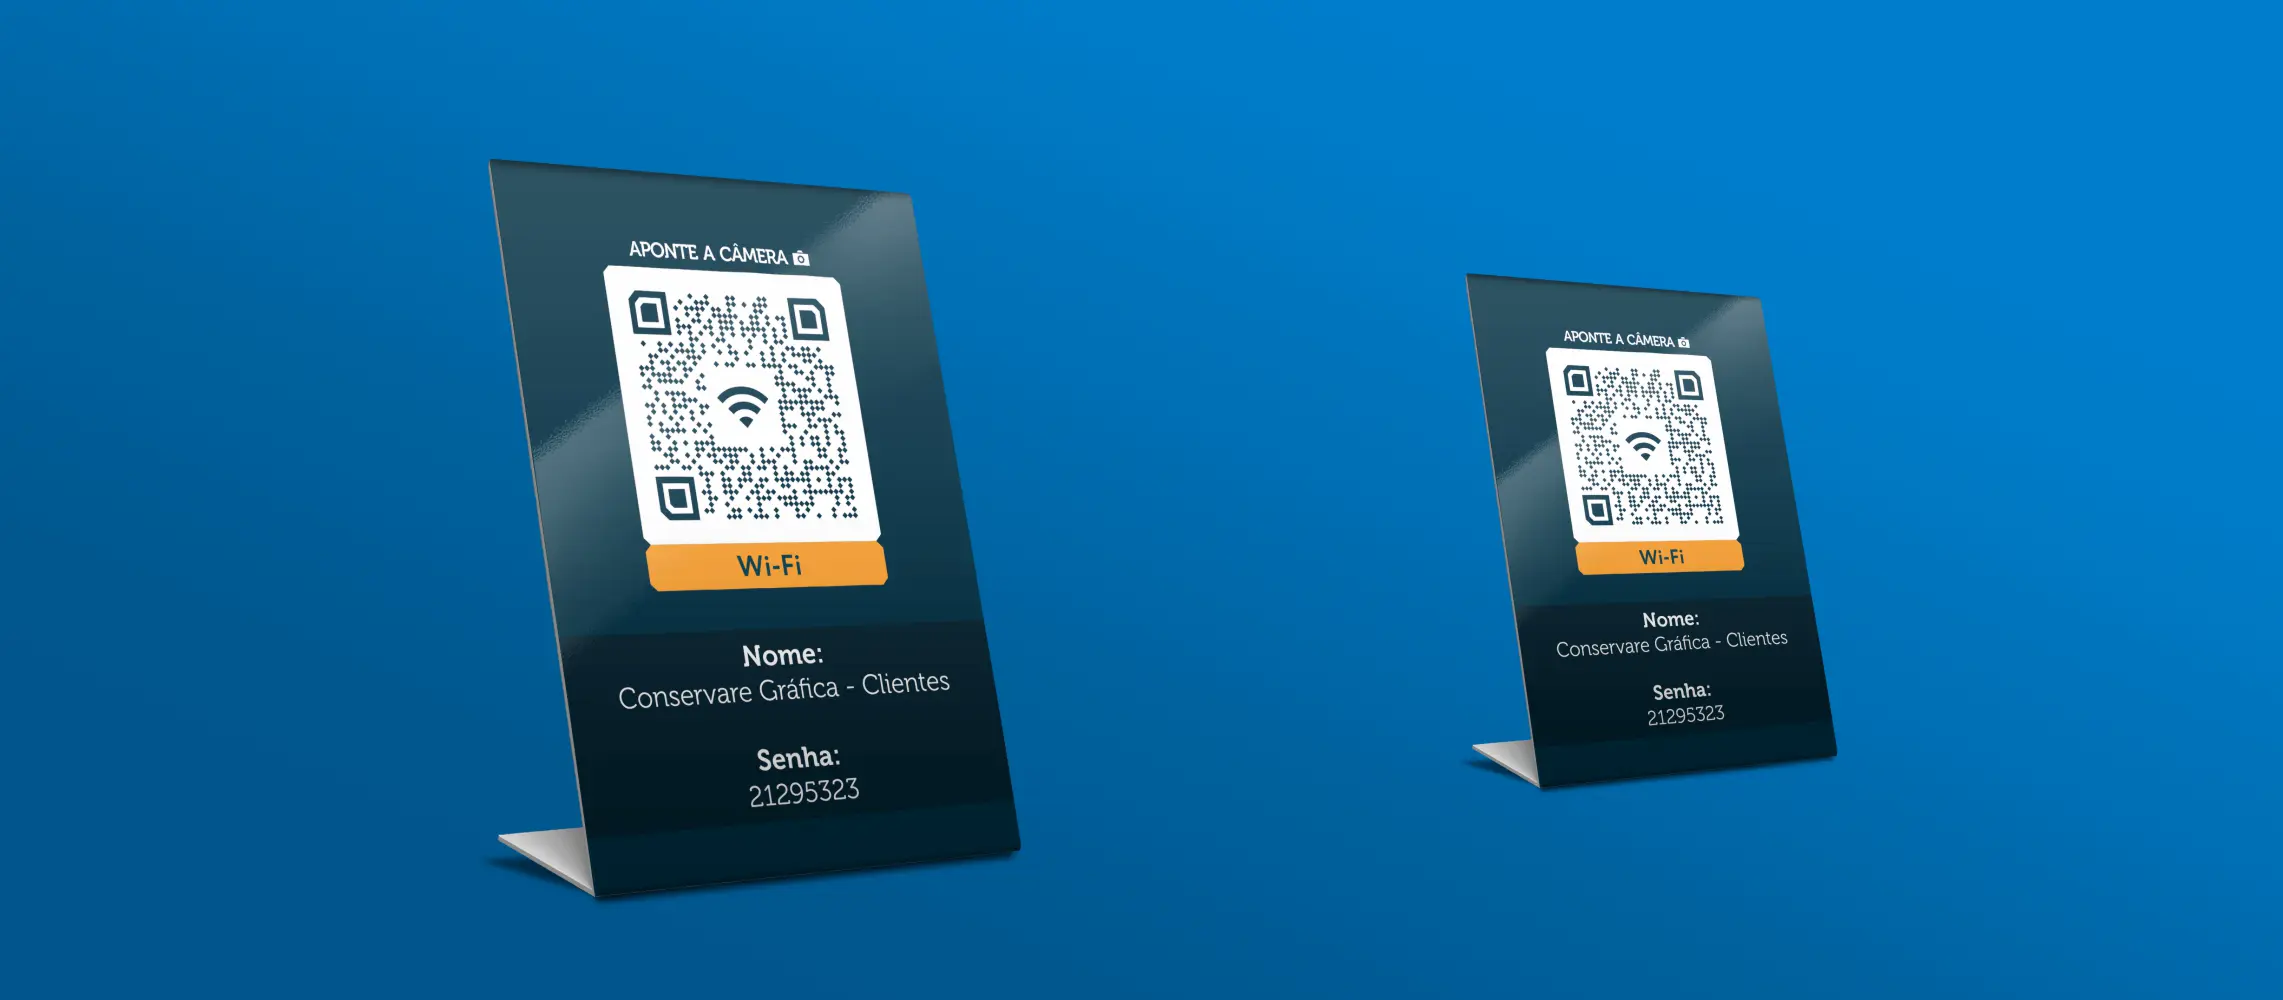 APONTE A CÂMERA
Wi-Fi
Nome:
Conservare Gráfica - Clientes
Senha:
21295323
APONTE A CÂMERA
Wi-Fi
Nome:
Conservare Gráfica - Clientes
Senha:
21295323